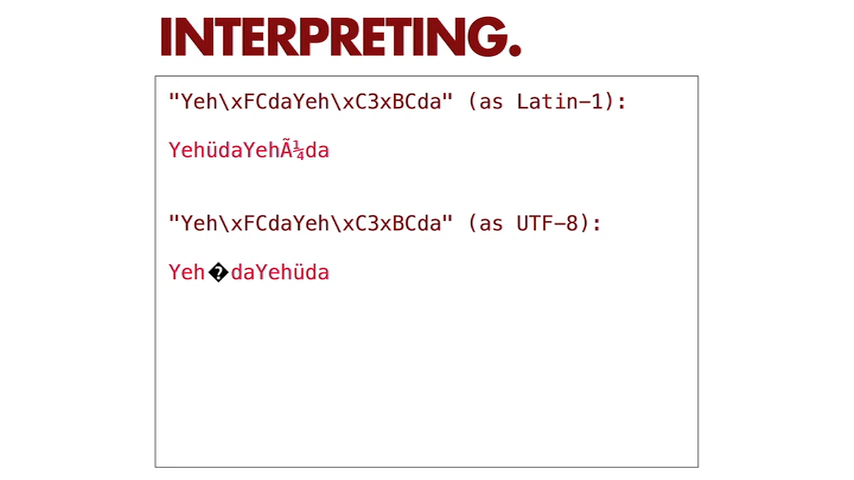 INTERPRETING.
"Yeh\xFCdaYeh\xC3xBCda" (as Latin-1):
YehüdaYehÃ¼da
"Yeh\xFCdaYeh\xC3xBCda" (as UTF-8):
Yeh�daYehüda